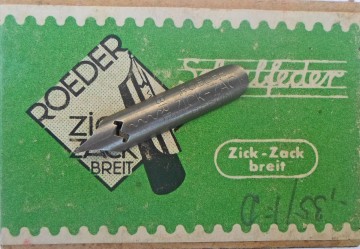 ROEDER
Zick
ZACK
BREIT
Schulfeder
Zick-Zack
breit